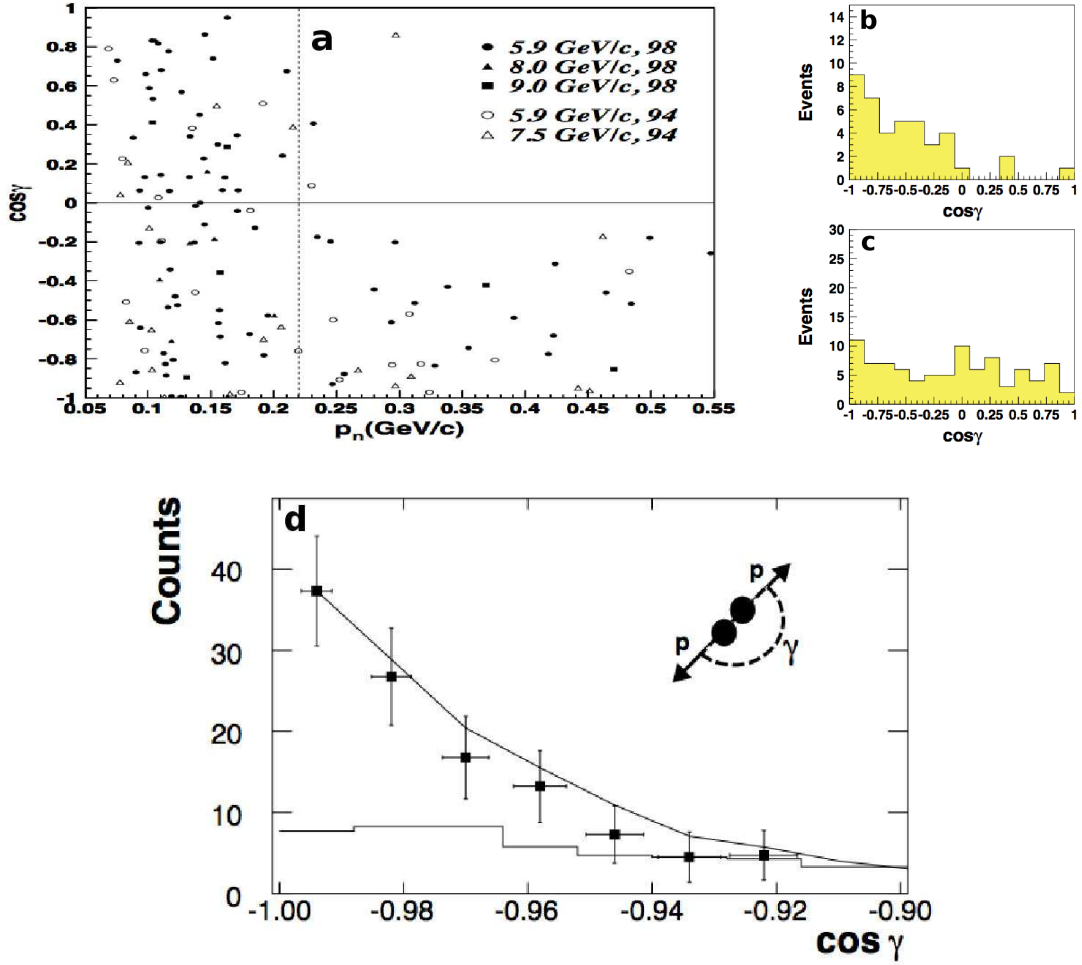 a
5.9 GeV/c, 98
8.0 GeV/c, 98
9.0 GeV/c, 98
5.9 GeV/c, 94
7.5 GeV/c, 94
1
0.8
0.6
0.4
0.2
0
-0.2
-0.4
-0.6
-0.8
-1
cosγ
0.05 0.1 0.15 0.2 0.25 0.3 0.35 0.4 0.45 0.5 0.55
pn(GeV/c)
b
14
12
10
8
6
4
2
0
Events
-1 -0.75 -0.5 -0.25 0 0.25 0.5 0.75 1
cosγ
c
30
25
20
15
10
5
0
Events
-1 -0.75 -0.5 -0.25 0 0.25 0.5 0.75 1
cosγ
d
Counts
40
30
20
10
0
p
p
γ
-1.00 -0.98 -0.96 -0.94 -0.92 -0.90
cos γ